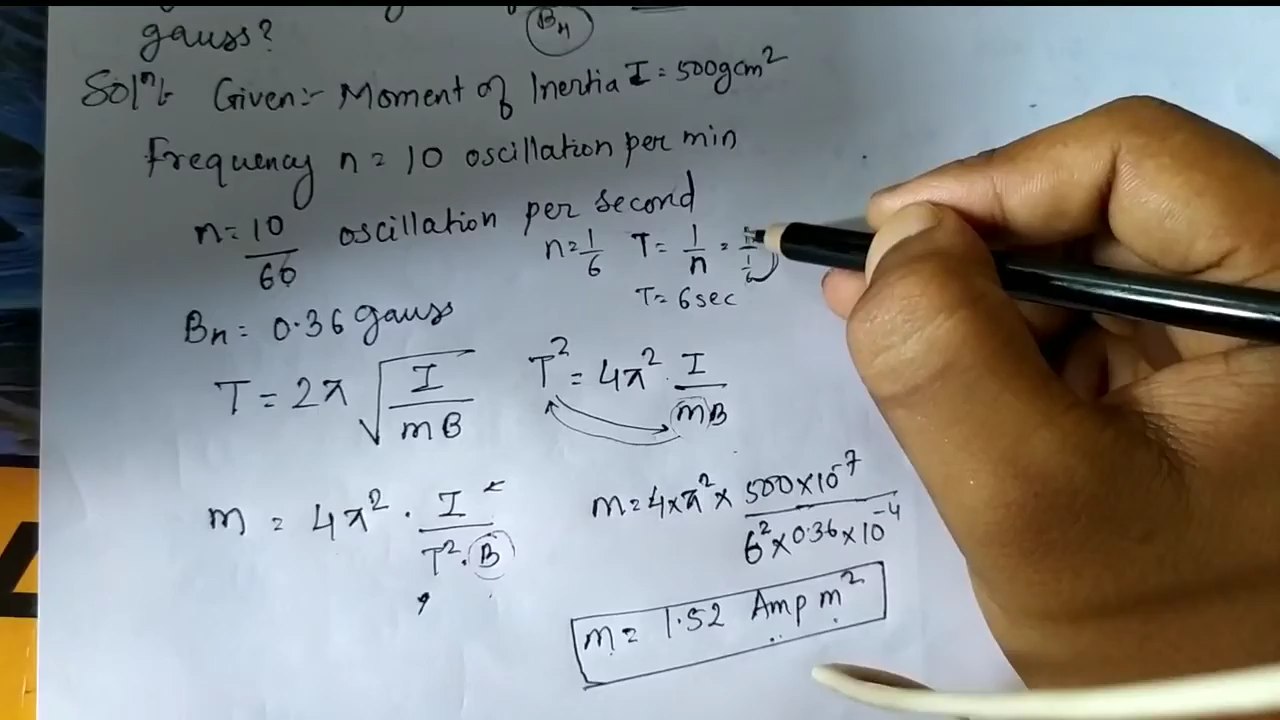 gauss? B_H
Solⁿ:- Given:- Moment of Inertia I = 500gcm²
Frequency n = 10 oscillation per min
n = 10/60 oscillation per second
n = 1/6 T = 1/n =
T = 6 sec
B_H = 0.36 gauss
T = 2π √(I/mB) T² = 4π² · I/mB
m = 4π² · I/T²·B
m = 4×π² × 500×10⁻⁷/6²×0.36×10⁻⁴
m = 1.52 Amp m²